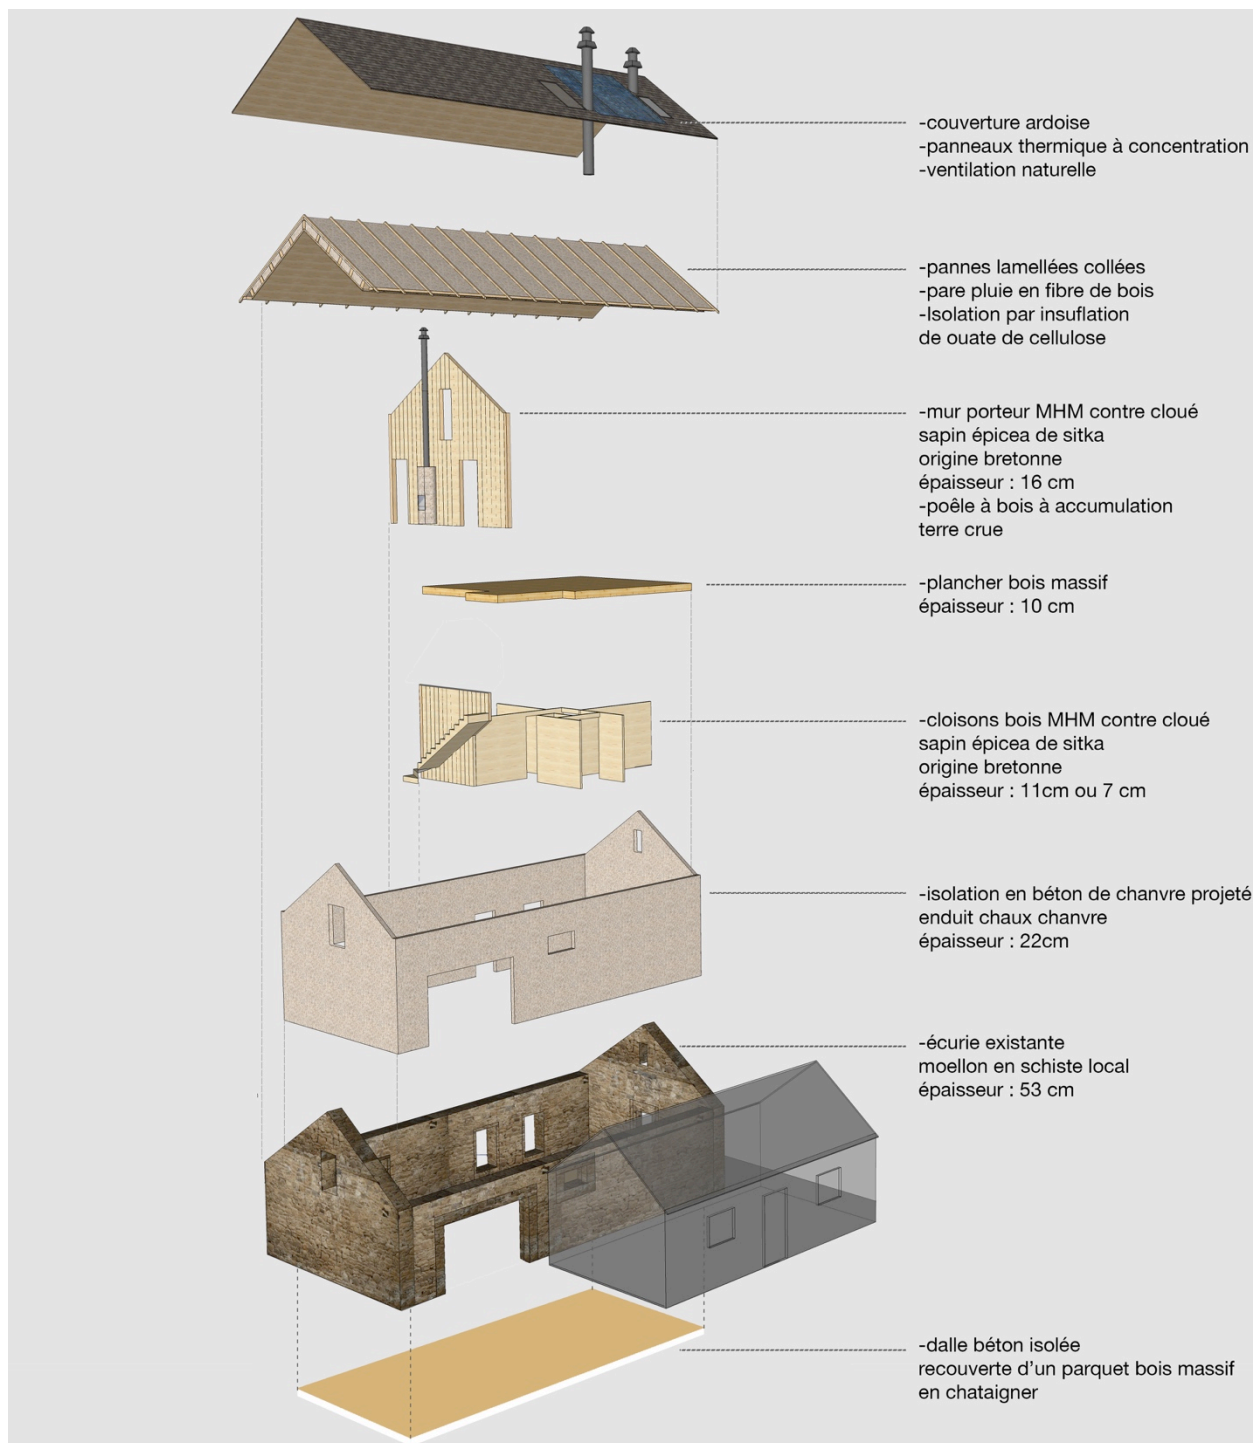 -couverture ardoise
-panneaux thermique à concentration
-ventilation naturelle
-pannes lamellées collées
-pare pluie en fibre de bois
-Isolation par insuflation
de ouate de cellulose
-mur porteur MHM contre cloué
sapin épicea de sitka
origine bretonne
épaisseur : 16 cm
-poêle à bois à accumulation
terre crue
-plancher bois massif
épaisseur : 10 cm
-cloisons bois MHM contre cloué
sapin épicea de sitka
origine bretonne
épaisseur : 11cm ou 7 cm
-isolation en béton de chanvre projeté
enduit chaux chanvre
épaisseur : 22cm
-écurie existante
moellon en schiste local
épaisseur : 53 cm
-dalle béton isolée
recouverte d'un parquet bois massif
en chataigner